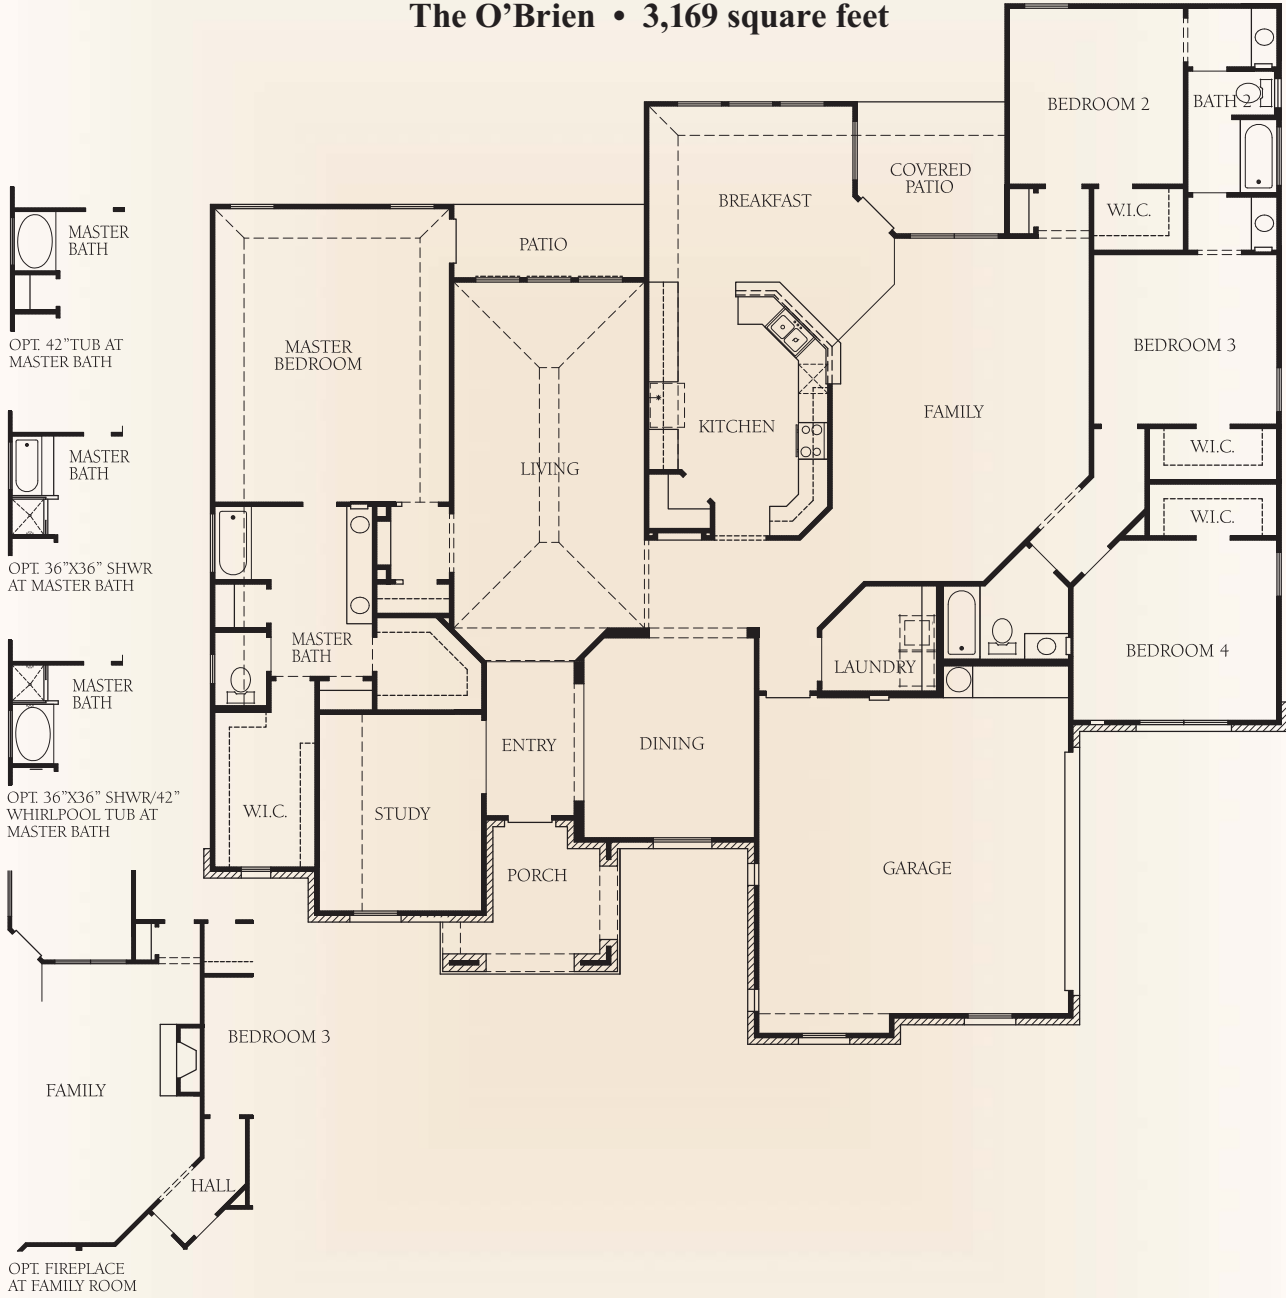 The O'Brien • 3,169 square feet
BEDROOM 2
BATH 2
COVERED
PATIO
BREAKFAST
W.I.C.
PATIO
MASTER
BATH
OPT. 42"TUB AT
MASTER BATH
MASTER
BEDROOM
BEDROOM 3
FAMILY
KITCHEN
LIVING
W.I.C.
MASTER
BATH
W.I.C.
OPT. 36"X36" SHWR
AT MASTER BATH
MASTER
BATH
LAUNDRY
BEDROOM 4
MASTER
BATH
ENTRY
DINING
OPT. 36"X36" SHWR/42"
WHIRLPOOL TUB AT
MASTER BATH
W.I.C.
STUDY
PORCH
GARAGE
BEDROOM 3
FAMILY
HALL
OPT. FIREPLACE
AT FAMILY ROOM